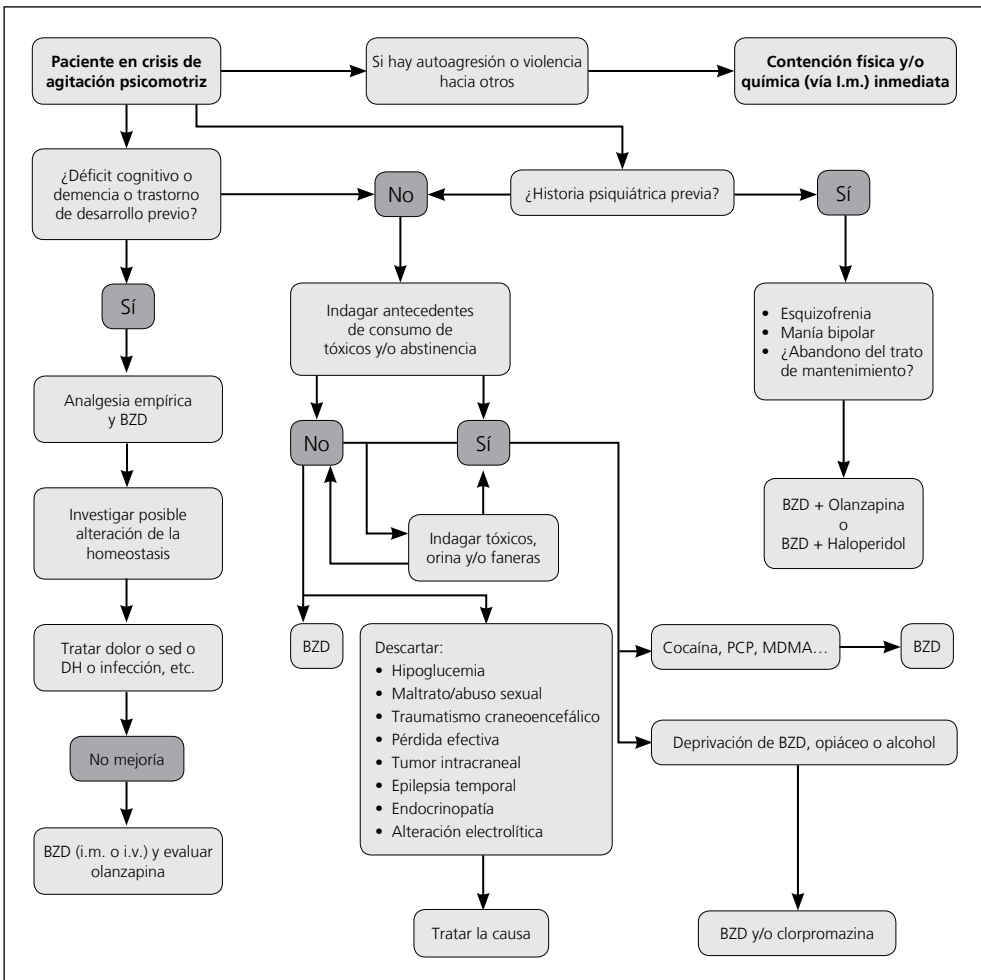 Paciente en crisis de
agitación psicomotriz
Si hay autoagresión o violencia
hacia otros
Contención física y/o
química (vía I.m.) inmediata
¿Déficit cognitivo o
demencia o trastorno
de desarrollo previo?
No
¿Historia psiquiátrica previa?
Sí
Sí
Indagar antecedentes
de consumo de
tóxicos y/o abstinencia
• Esquizofrenia
• Manía bipolar
• ¿Abandono del trato
de mantenimiento?
Analgesia empírica
y BZD
No
Sí
Investigar posible
alteración de la
homeostasis
Indagar tóxicos,
orina y/o faneras
BZD + Olanzapina
o
BZD + Haloperidol
Tratar dolor o sed o
DH o infección, etc.
BZD
Descartar:
• Hipoglucemia
• Maltrato/abuso sexual
• Traumatismo craneoencefálico
• Pérdida efectiva
• Tumor intracraneal
• Epilepsia temporal
• Endocrinopatía
• Alteración electrolítica
Cocaína, PCP, MDMA...
BZD
No mejoría
Deprivación de BZD, opiáceo o alcohol
BZD (i.m. o i.v.) y evaluar
olanzapina
Tratar la causa
BZD y/o clorpromazina